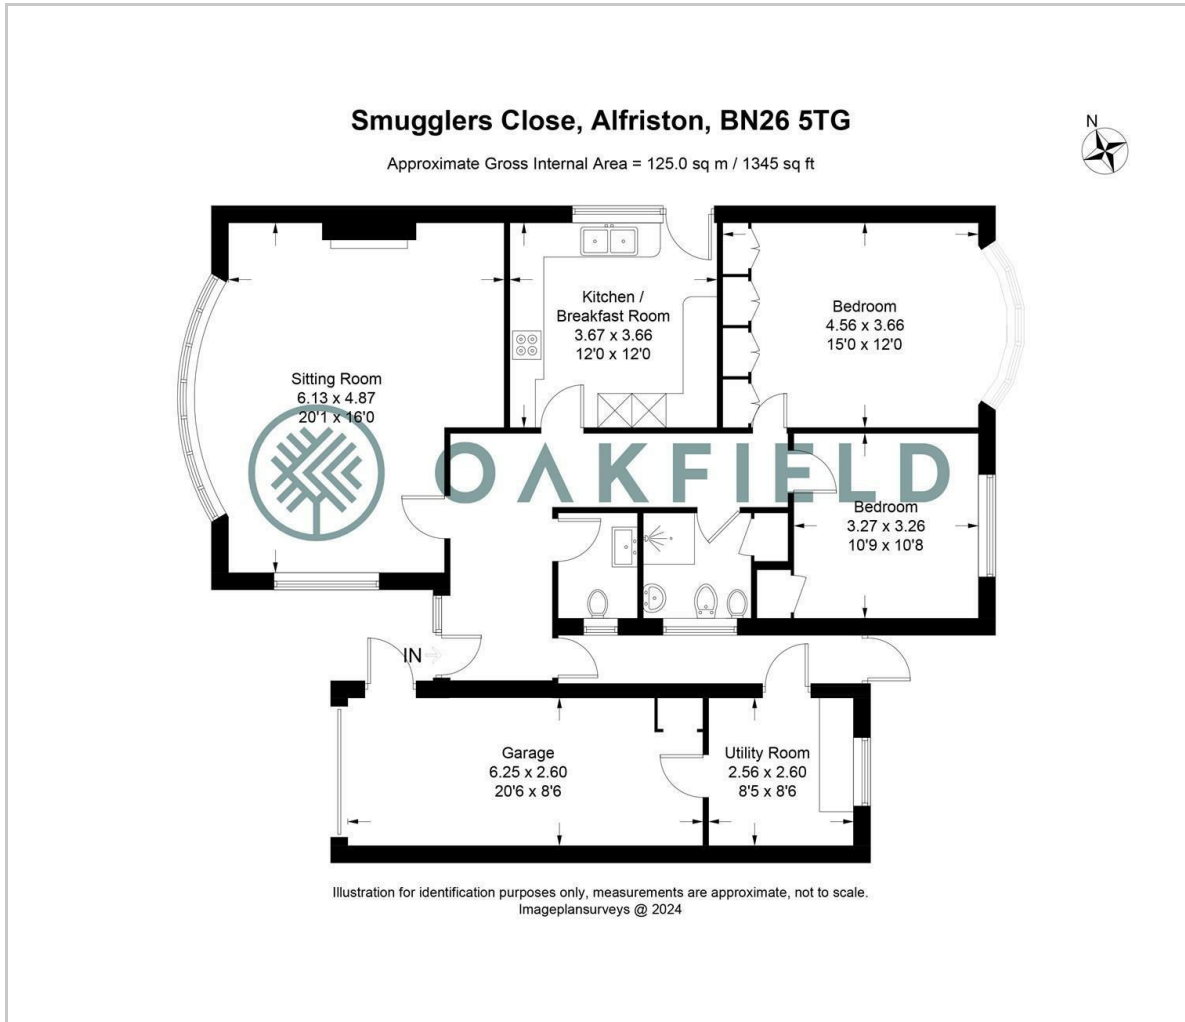 Smugglers Close, Alfriston, BN26 5TG
N
Approximate Gross Internal Area = 125.0 sq m / 1345 sq ft
Kitchen /
Breakfast Room
3.67 x 3.66
12'0 x 12'0
Bedroom
4.56 x 3.66
15'0 x 12'0
Sitting Room
6.13 x 4.87
20'1 x 16'0
OAKFIELD
Bedroom
3.27 x 3.26
10'9 x 10'8
IN
Garage
6.25 x 2.60
20'6 x 8'6
Utility Room
2.56 x 2.60
8'5 x 8'6
Illustration for identification purposes only, measurements are approximate, not to scale.
Imageplansurveys @ 2024